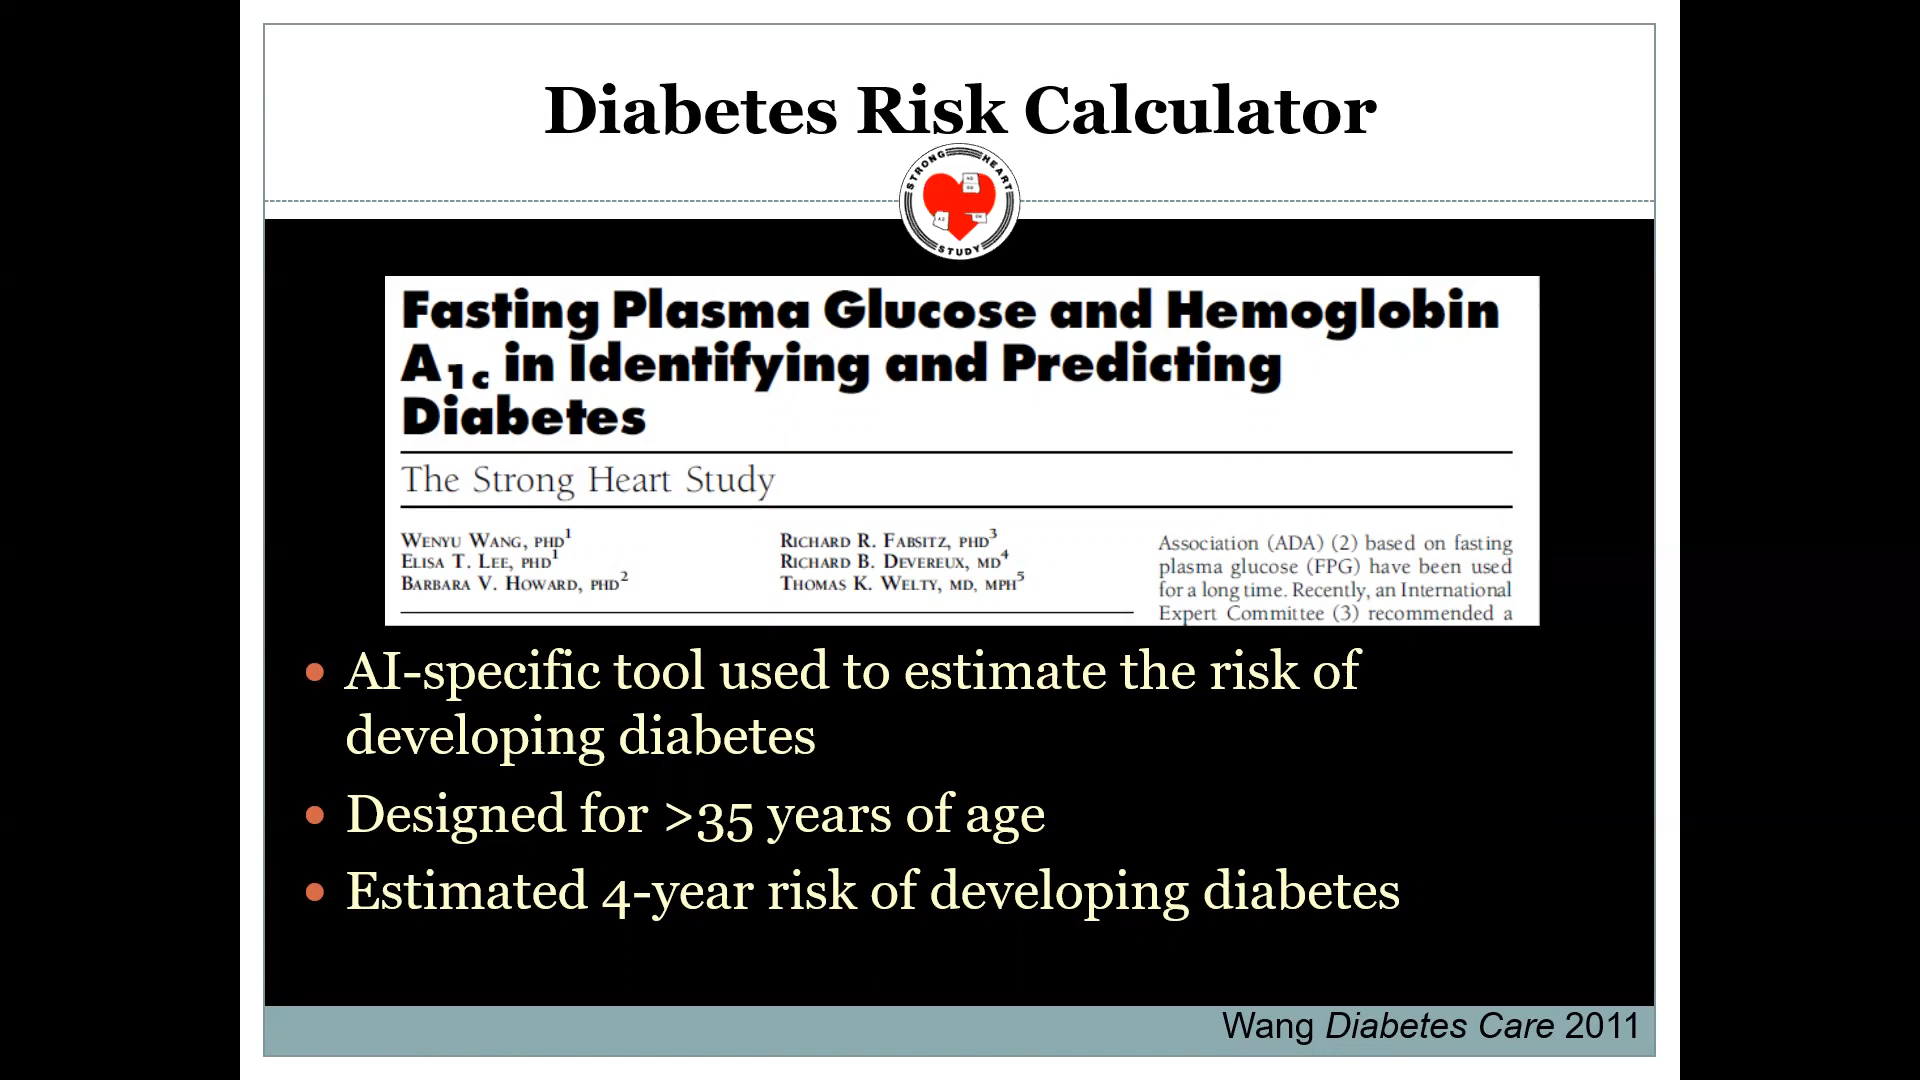 Diabetes Risk Calculator
STRONG HEART
STUDY
Fasting Plasma Glucose and Hemoglobin
A1c in Identifying and Predicting
Diabetes
The Strong Heart Study
WENYU WANG, PHD1
ELISA T. LEE, PHD1
BARBARA V. HOWARD, PHD2
RICHARD R. FABSITZ, PHD3
RICHARD B. DEVEREUX, MD4
THOMAS K. WELTY, MD, MPH5
Association (ADA) (2) based on fasting
plasma glucose (FPG) have been used
for a long time. Recently, an International
Expert Committee (3) recommended a
• AI-specific tool used to estimate the risk of
developing diabetes
• Designed for >35 years of age
• Estimated 4-year risk of developing diabetes
Wang Diabetes Care 2011